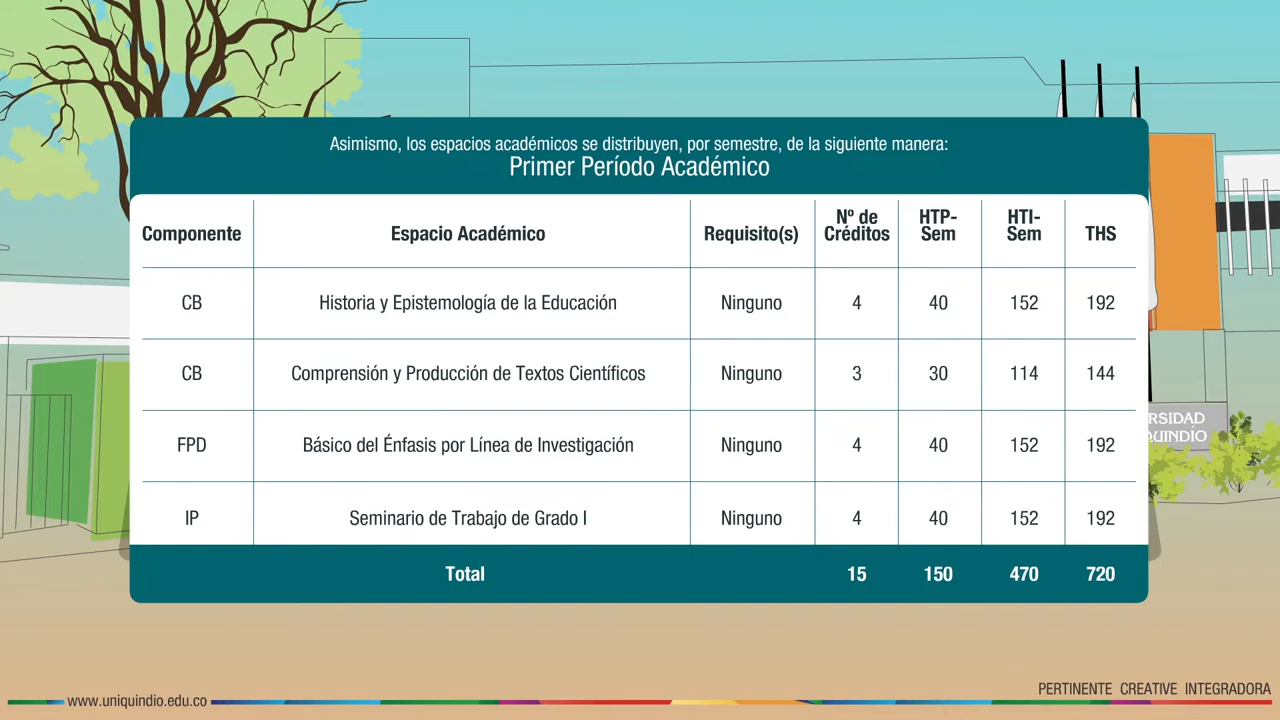 Asimismo, los espacios académicos se distribuyen, por semestre, de la siguiente manera:
Primer Período Académico
Componente Espacio Académico Requisito(s) Nº de Créditos HTP-Sem HTI-Sem THS
CB Historia y Epistemología de la Educación Ninguno 4 40 152 192
CB Comprensión y Producción de Textos Científicos Ninguno 3 30 114 144
FPD Básico del Énfasis por Línea de Investigación Ninguno 4 40 152 192
IP Seminario de Trabajo de Grado I Ninguno 4 40 152 192
Total 15 150 470 720
RSIDAD
QUINDÍO
PERTINENTE CREATIVE INTEGRADORA
www.uniquindio.edu.co